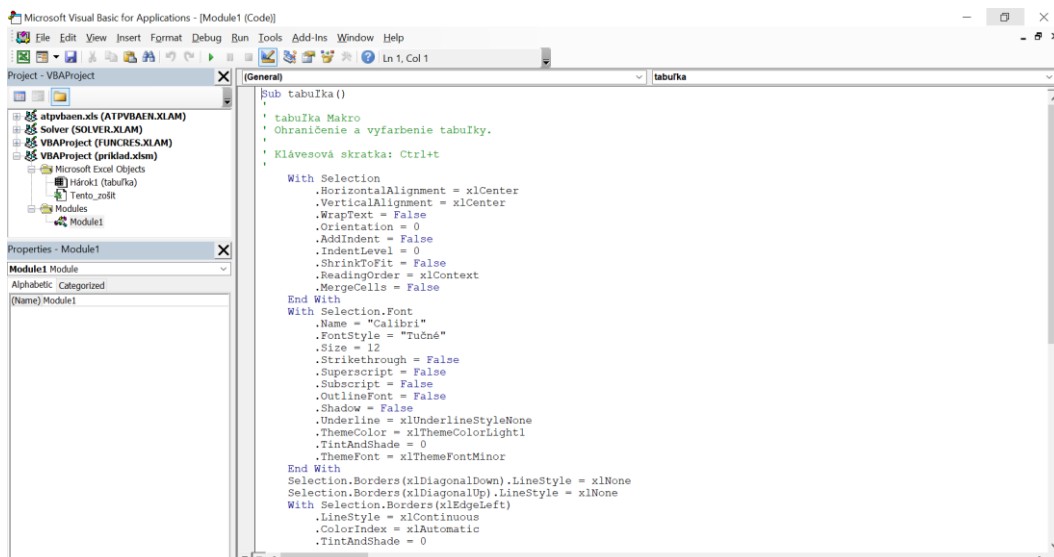 Microsoft Visual Basic for Applications - [Module1 (Code)]
File Edit View Insert Format Debug Run Tools Add-Ins Window Help
Ln 1, Col 1
Project - VBAProject
atpvbaen.xls (ATPVBAEN.XLAM)
Solver (SOLVER.XLAM)
VBAProject (FUNCRES.XLAM)
VBAProject (príklad.xlsm)
Microsoft Excel Objects
Hárok1 (tabuľka)
Tento_zošit
Modules
Module1
Properties - Module1
Module1 Module
Alphabetic Categorized
(Name) Module1
(General)
tabuľka
Sub tabuľka()
'
' tabuľka Makro
' Ohraničenie a vyfarbenie tabuľky.
'
' Klávesová skratka: Ctrl+t
'
With Selection
.HorizontalAlignment = xlCenter
.VerticalAlignment = xlCenter
.WrapText = False
.Orientation = 0
.AddIndent = False
.IndentLevel = 0
.ShrinkToFit = False
.ReadingOrder = xlContext
.MergeCells = False
End With
With Selection.Font
.Name = "Calibri"
.FontStyle = "Tučné"
.Size = 12
.Strikethrough = False
.Superscript = False
.Subscript = False
.OutlineFont = False
.Shadow = False
.Underline = xlUnderlineStyleNone
.ThemeColor = xlThemeColorLight1
.TintAndShade = 0
.ThemeFont = xlThemeFontMinor
End With
Selection.Borders(xlDiagonalDown).LineStyle = xlNone
Selection.Borders(xlDiagonalUp).LineStyle = xlNone
With Selection.Borders(xlEdgeLeft)
.LineStyle = xlContinuous
.ColorIndex = xlAutomatic
.TintAndShade = 0